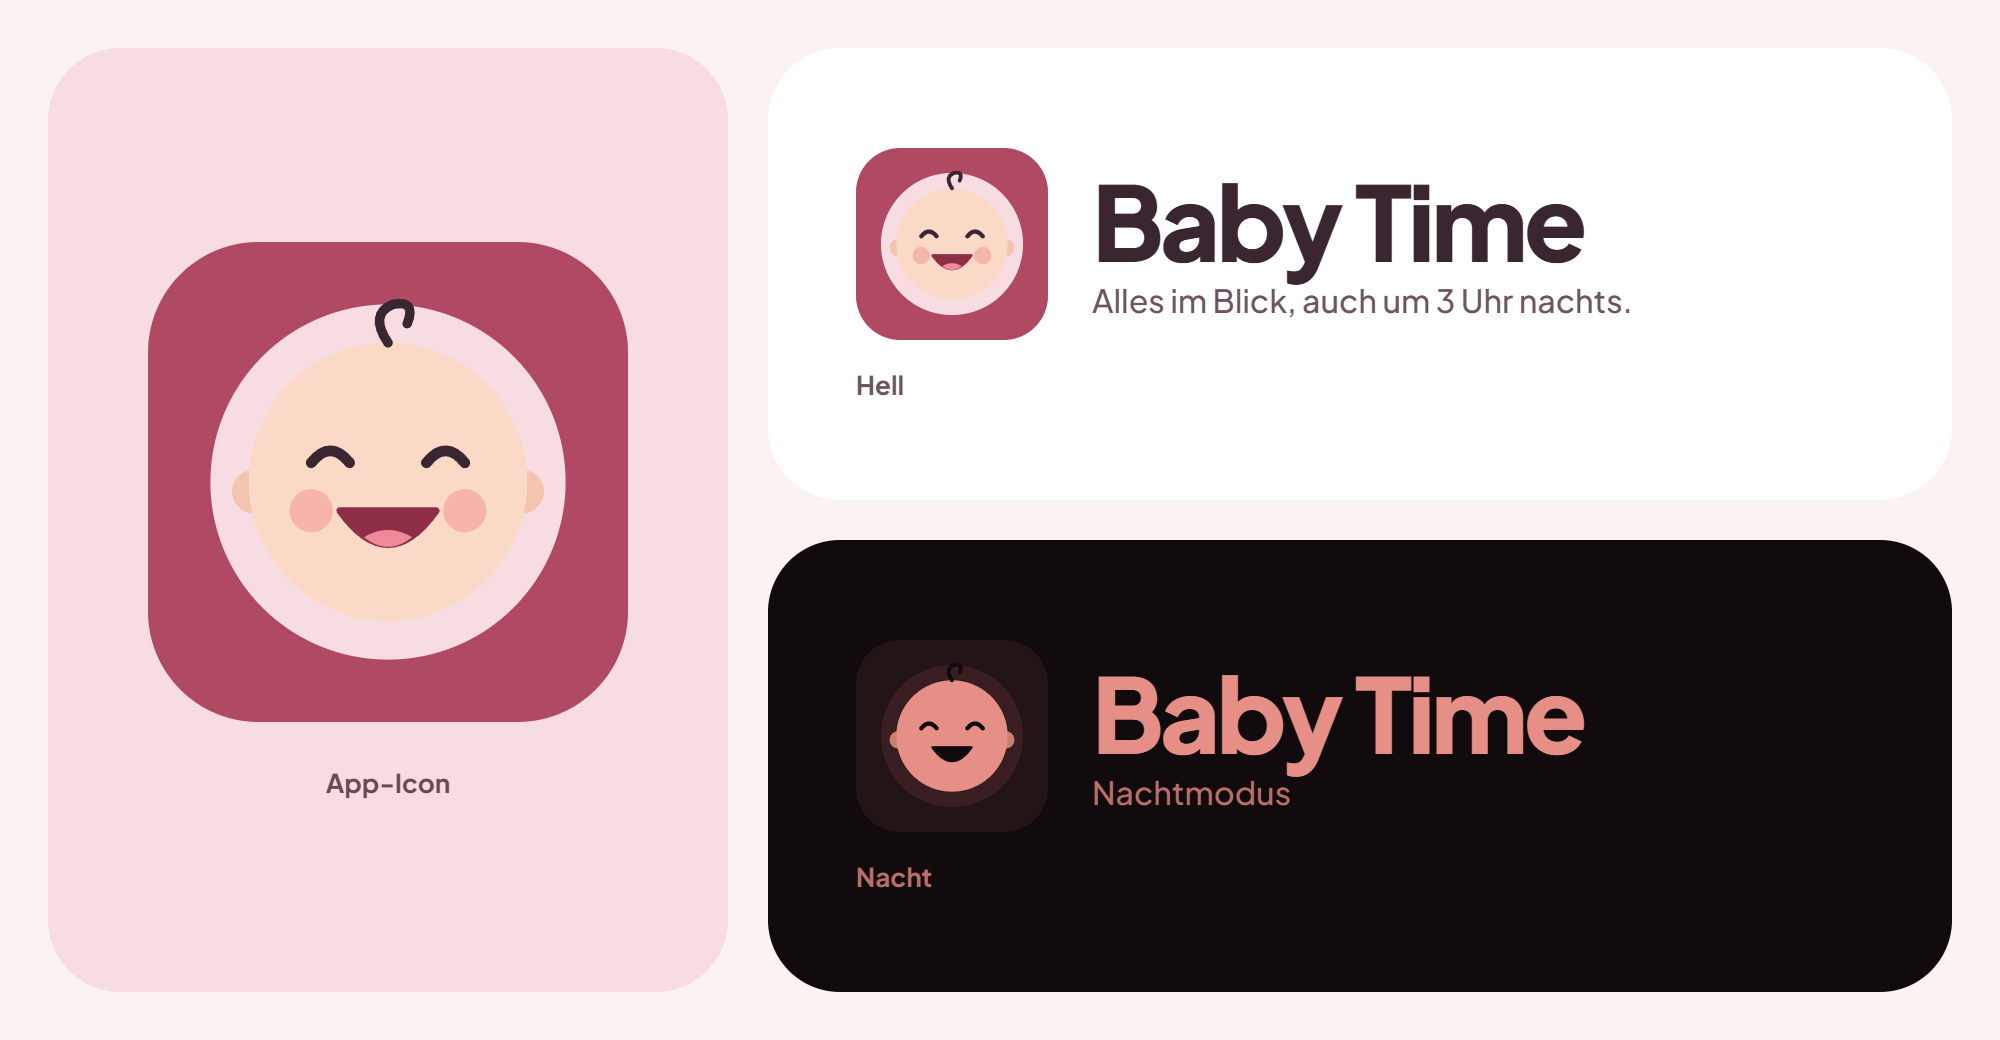 App-Icon
Baby Time
Alles im Blick, auch um 3 Uhr nachts.
Hell
Baby Time
Nachtmodus
Nacht